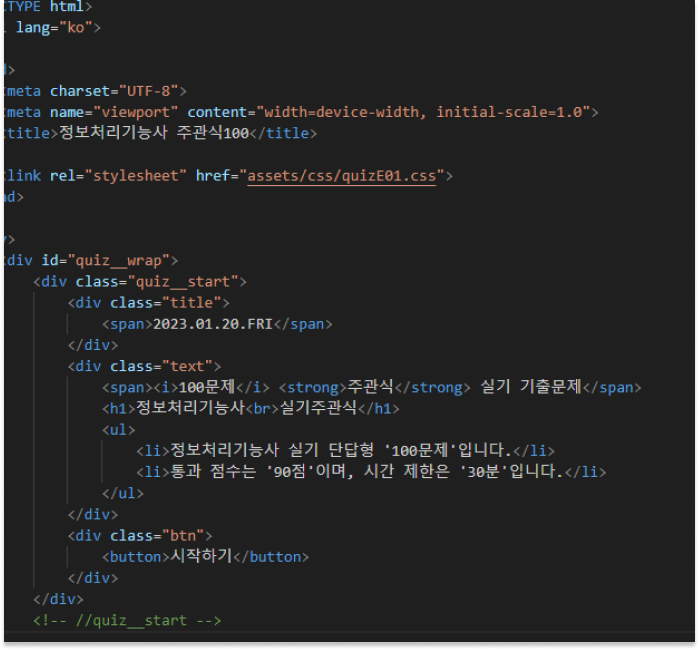 CTYPE html>
lang="ko">
>
meta charset="UTF-8">
meta name="viewport" content="width=device-width, initial-scale=1.0">
title>정보처리기능사 주관식100</title>
link rel="stylesheet" href="assets/css/quizE01.css">
ad>
>
div id="quiz__wrap">
<div class="quiz__start">
<div class="title">
<span>2023.01.20.FRI</span>
</div>
<div class="text">
<span><i>100문제</i> <strong>주관식</strong> 실기 기출문제</span>
<h1>정보처리기능사<br>실기주관식</h1>
<ul>
<li>정보처리기능사 실기 단답형 '100문제'입니다.</li>
<li>통과 점수는 '90점'이며, 시간 제한은 '30분'입니다.</li>
</ul>
</div>
<div class="btn">
<button>시작하기</button>
</div>
</div>
<!-- //quiz__start -->